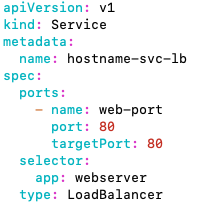 apiVersion: v1
kind: Service
metadata:
  name: hostname-svc-lb
spec:
  ports:
    - name: web-port
      port: 80
      targetPort: 80
  selector:
    app: webserver
  type: LoadBalancer